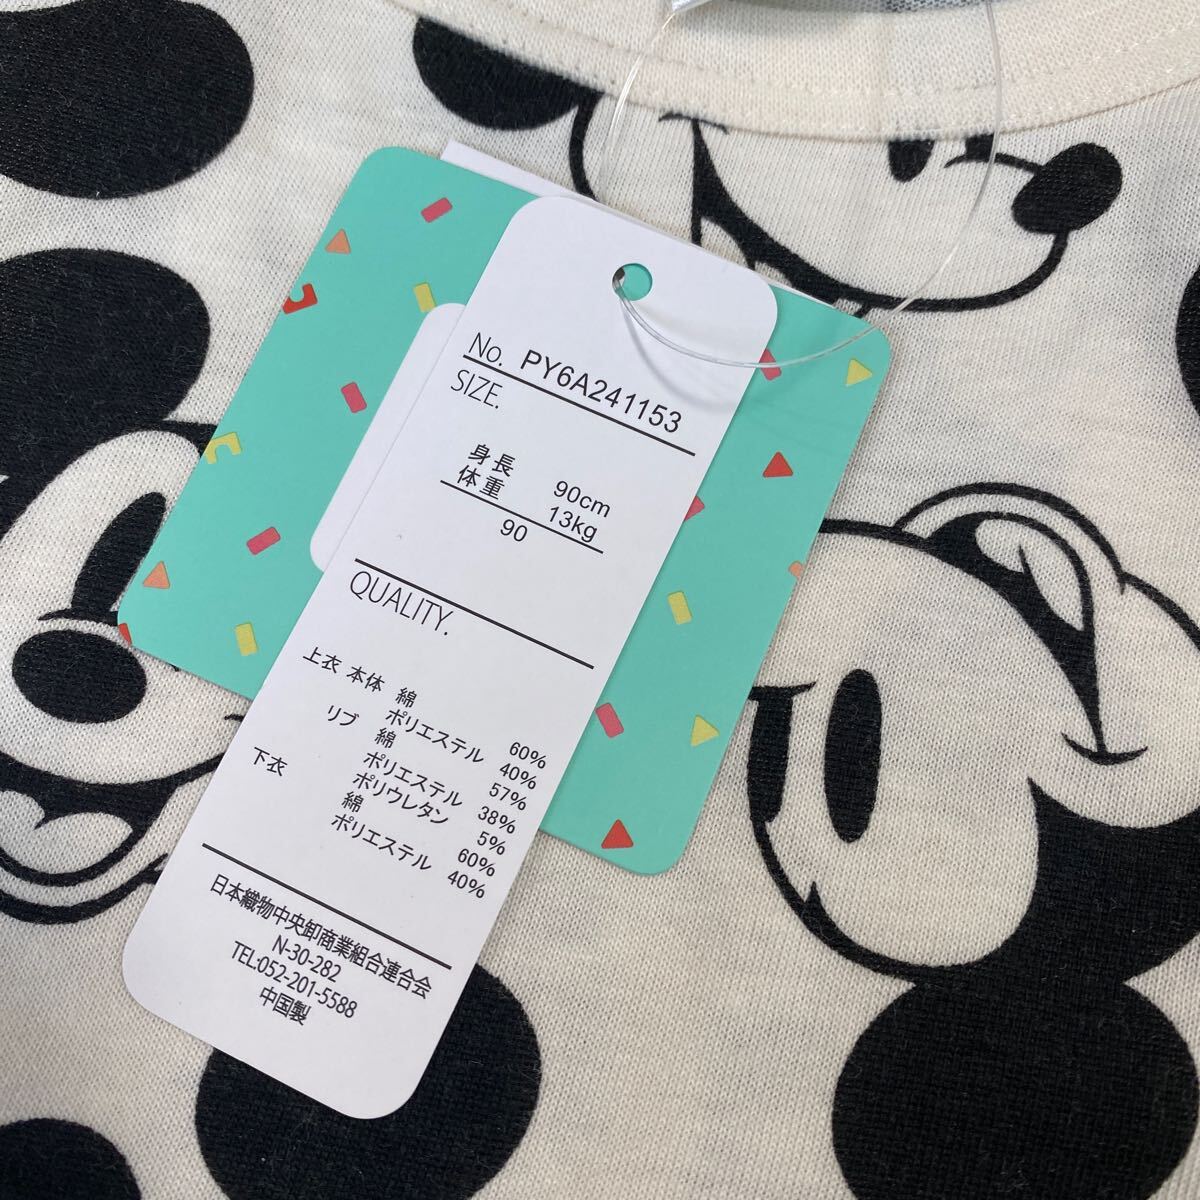 No. PY6A241153
SIZE.
身長 90cm
体重 13kg
90
QUALITY.
上衣 本体 綿 60%
ポリエステル 40%
リブ 綿 57%
ポリエステル 38%
ポリウレタン 5%
下衣 綿 60%
ポリエステル 40%
日本織物中央卸商業組合連合会
N-30-282
TEL:052-201-5588
中国製